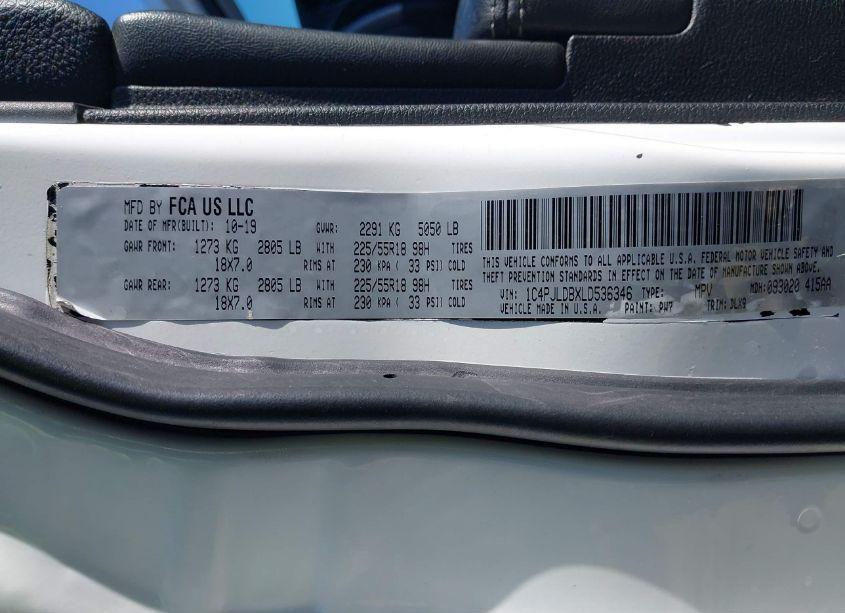 MFD BY FCA US LLC
DATE OF MFR(BUILT): 10-19 GVWR: 2291 KG 5050 LB
GAWR FRONT: 1273 KG 2805 LB WITH 225/55R18 98H TIRES
18X7.0 RIMS AT 230 KPA ( 33 PSI) COLD
GAWR REAR: 1273 KG 2805 LB WITH 225/55R18 98H TIRES
18X7.0 RIMS AT 230 KPA ( 33 PSI) COLD
THIS VEHICLE CONFORMS TO ALL APPLICABLE U.S.A. FEDERAL MOTOR VEHICLE SAFETY AND
THEFT PREVENTION STANDARDS IN EFFECT ON THE DATE OF MANUFACTURE SHOWN ABOVE.
VIN: 1C4PJLDBXLD536346 TYPE: MPV MDH: 093020 415AA
VEHICLE MADE IN U.S.A. PAINT: PW7 TRIM: JLX9